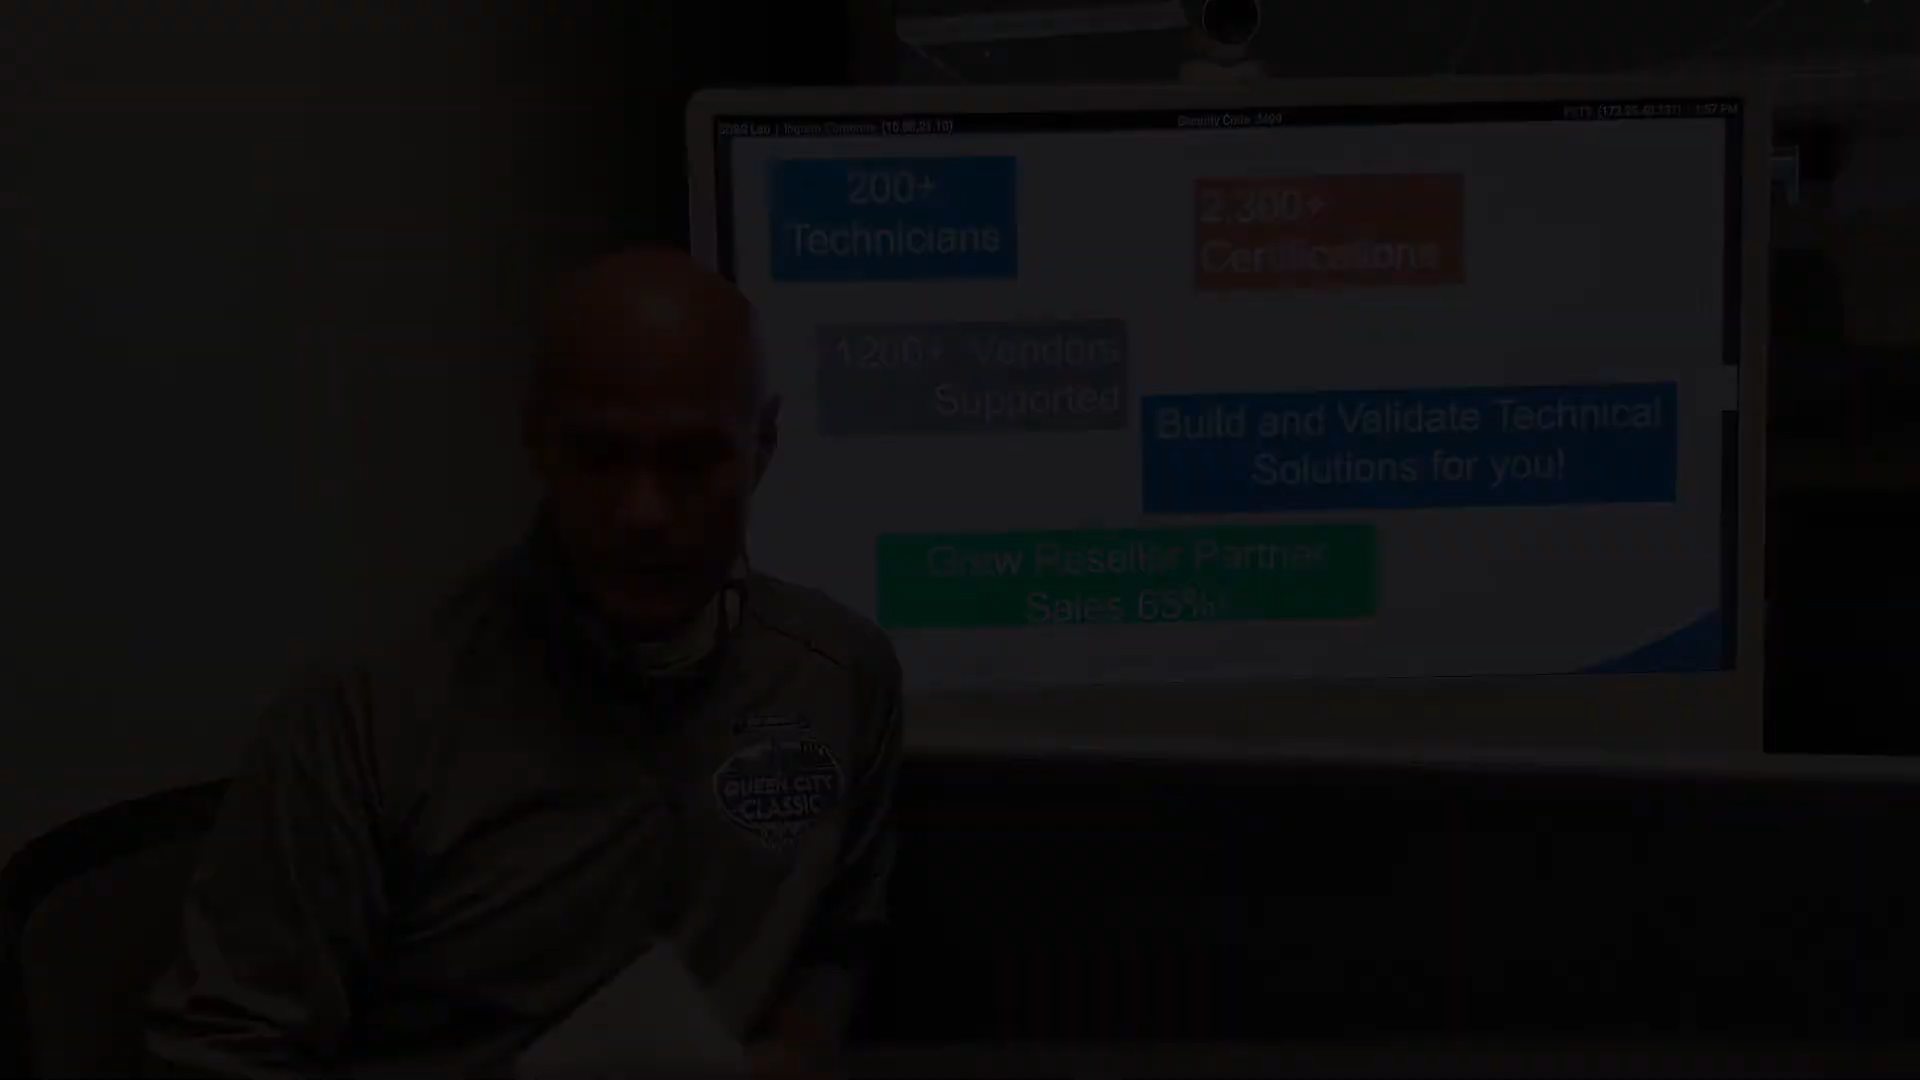 200+
Technicians
2,300+
Certifications
1200+ Vendors
Supported
Build and Validate Technical
Solutions for you!
Grew Reseller Partner
Sales 65%!
QUEEN CITY
CLASSIC